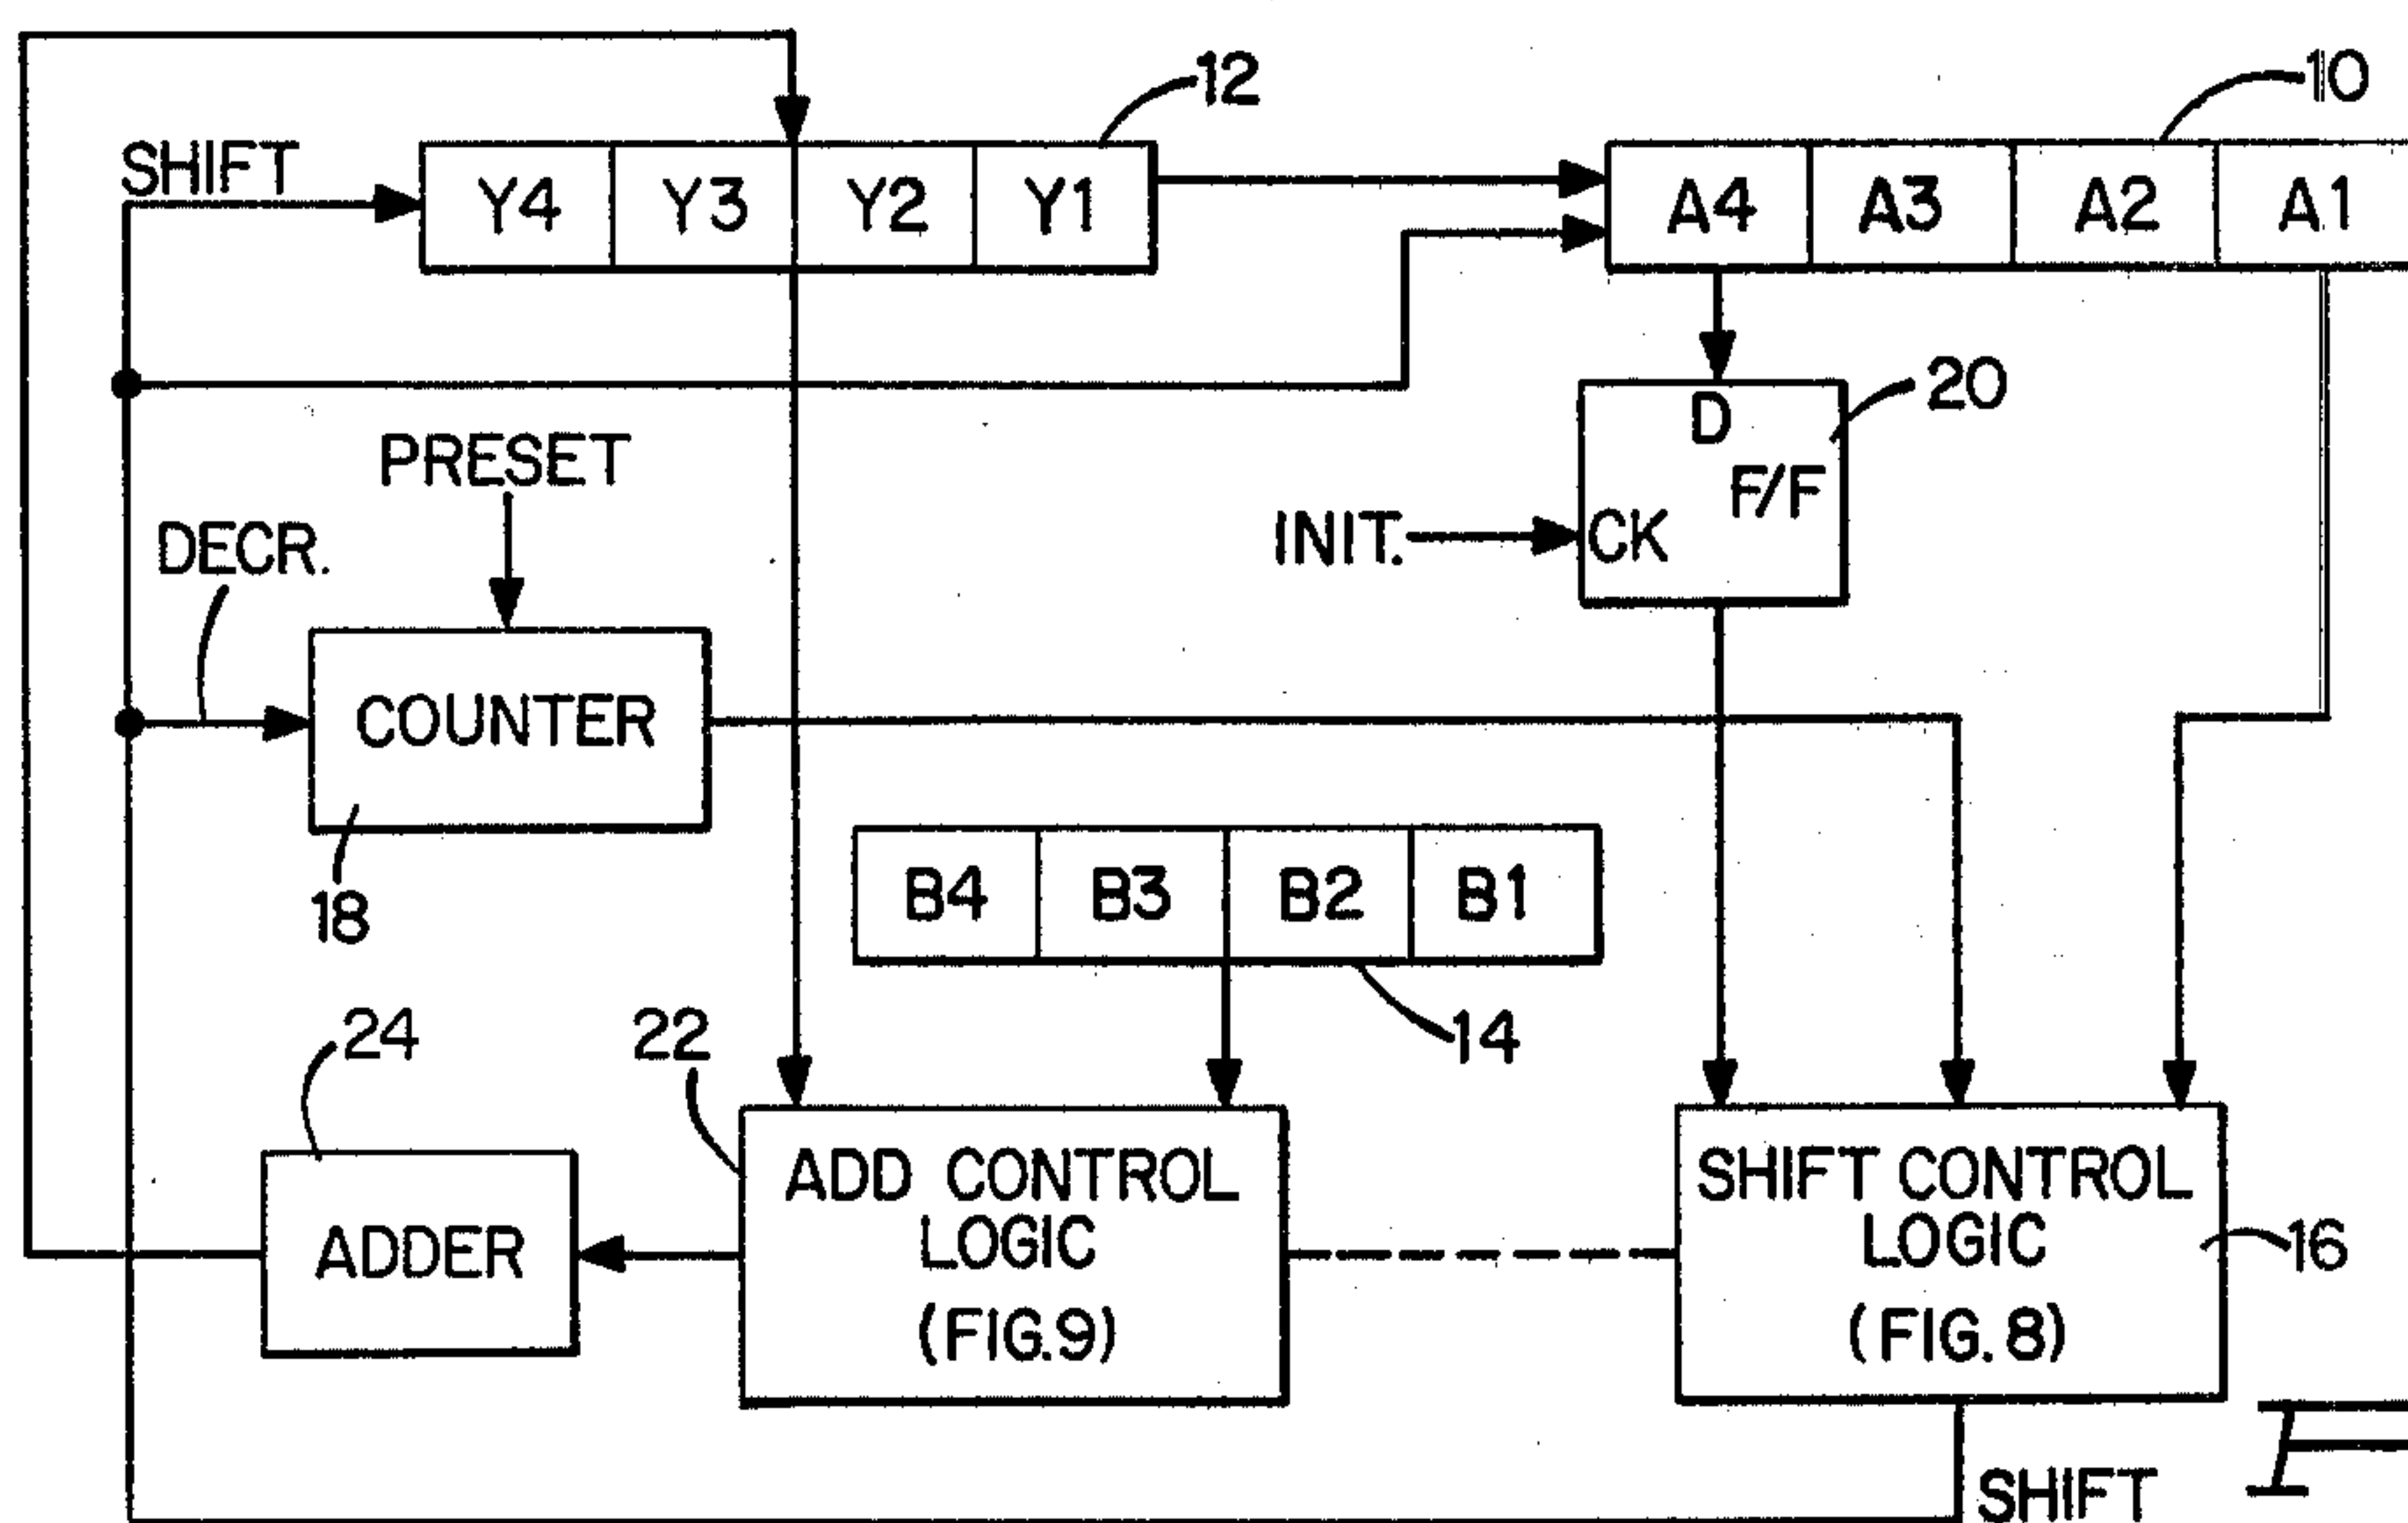 12
10
SHIFT
Y4 Y3 Y2 Y1
A4 A3 A2 A1
20
D
F/F
INIT.
CK
PRESET
DECR.
COUNTER
18
B4 B3 B2 B1
14
24
22
ADDER
ADD CONTROL
LOGIC
(FIG.9)
SHIFT CONTROL
LOGIC
(FIG. 8)
16
SHIFT